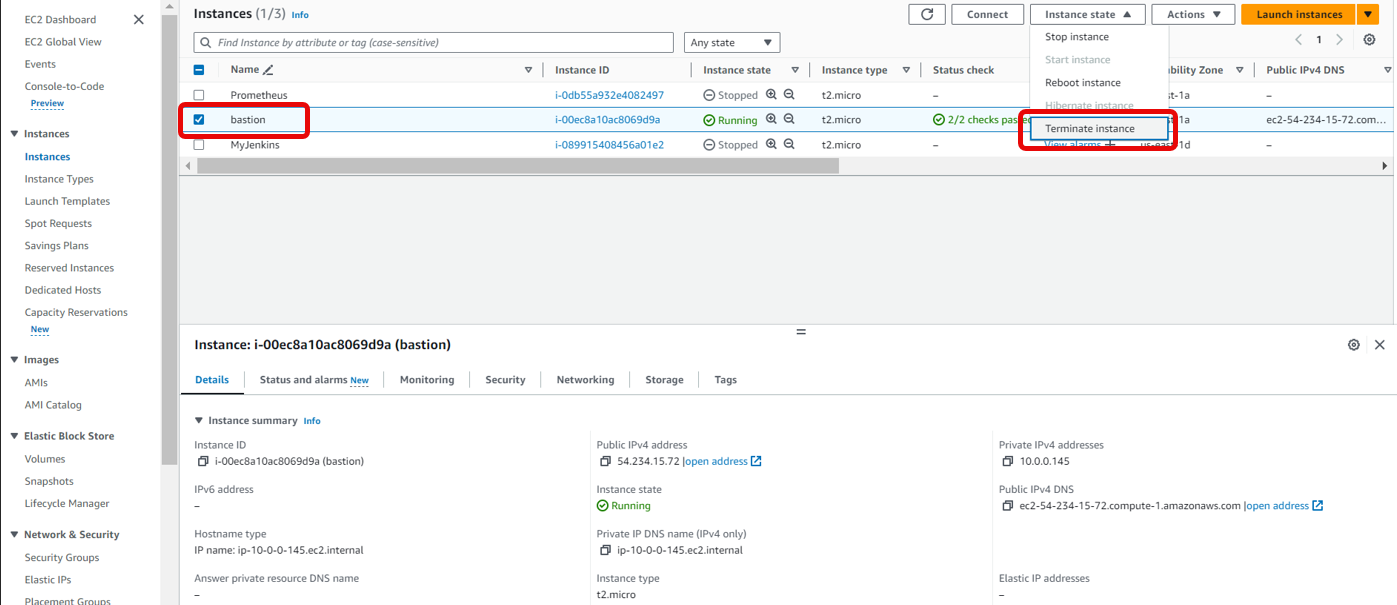 EC2 Dashboard
EC2 Global View
Events
Console-to-Code
Preview
Instances
Instances
Instance Types
Launch Templates
Spot Requests
Savings Plans
Reserved Instances
Dedicated Hosts
Capacity Reservations
New
Images
AMIs
AMI Catalog
Elastic Block Store
Volumes
Snapshots
Lifecycle Manager
Network & Security
Security Groups
Elastic IPs
Placement Groups
Instances (1/3) Info
Connect
Instance state
Actions
Launch instances
Find Instance by attribute or tag (case-sensitive)
Any state
1
Stop instance
Start instance
Reboot instance
Hibernate instance
Terminate instance
Name Instance ID Instance state Instance type Status check bility Zone Public IPv4 DNS
Prometheus i-0db55a932e4082497 Stopped t2.micro – st-1a –
bastion i-00ec8a10ac8069d9a Running t2.micro 2/2 checks passed st-1a ec2-54-234-15-72.com...
MyJenkins i-089915408456a01e2 Stopped t2.micro – View alarms + us-east-1d –
Instance: i-00ec8a10ac8069d9a (bastion)
Details Status and alarms New Monitoring Security Networking Storage Tags
Instance summary Info
Instance ID
i-00ec8a10ac8069d9a (bastion)
IPv6 address
–
Hostname type
IP name: ip-10-0-0-145.ec2.internal
Answer private resource DNS name
–
Public IPv4 address
54.234.15.72 |open address
Instance state
Running
Private IP DNS name (IPv4 only)
ip-10-0-0-145.ec2.internal
Instance type
t2.micro
Private IPv4 addresses
10.0.0.145
Public IPv4 DNS
ec2-54-234-15-72.compute-1.amazonaws.com |open address
Elastic IP addresses
–